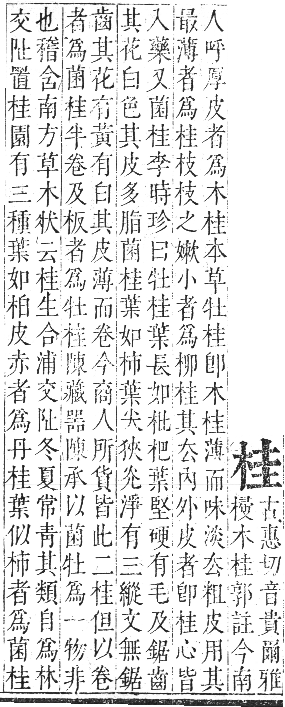 桂
古惠切音貴爾雅
梫木桂郭註今南
人呼厚皮者爲木桂本草牡桂卽木桂薄而味淡去粗皮用其
最薄者爲桂枝枝之嫰小者爲柳桂其去內外皮者卽桂心皆
入藥又菌桂李時珍曰牡桂葉長如枇杷葉堅硬有毛及鋸齒
其花白色其皮多脂菌桂葉如柿葉尖狹光淨有三縱文無鋸
齒其花有黃有白其皮薄而卷今商人所貨皆此二桂但以卷
者爲菌桂半卷及板者爲牡桂陳藏器陳承以菌牡爲一物非
也稽含南方草木狀云桂生合浦交阯冬夏常靑其類自爲林
交阯置桂園有三種葉如柏皮赤者爲丹桂葉似柿者爲菌桂